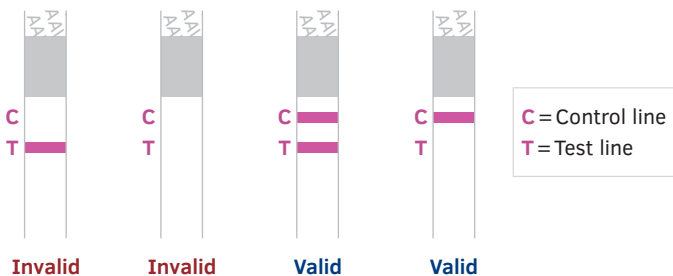 C
T
Invalid
C
T
Invalid
C
T
Valid
C
T
Valid
C = Control line
T = Test line